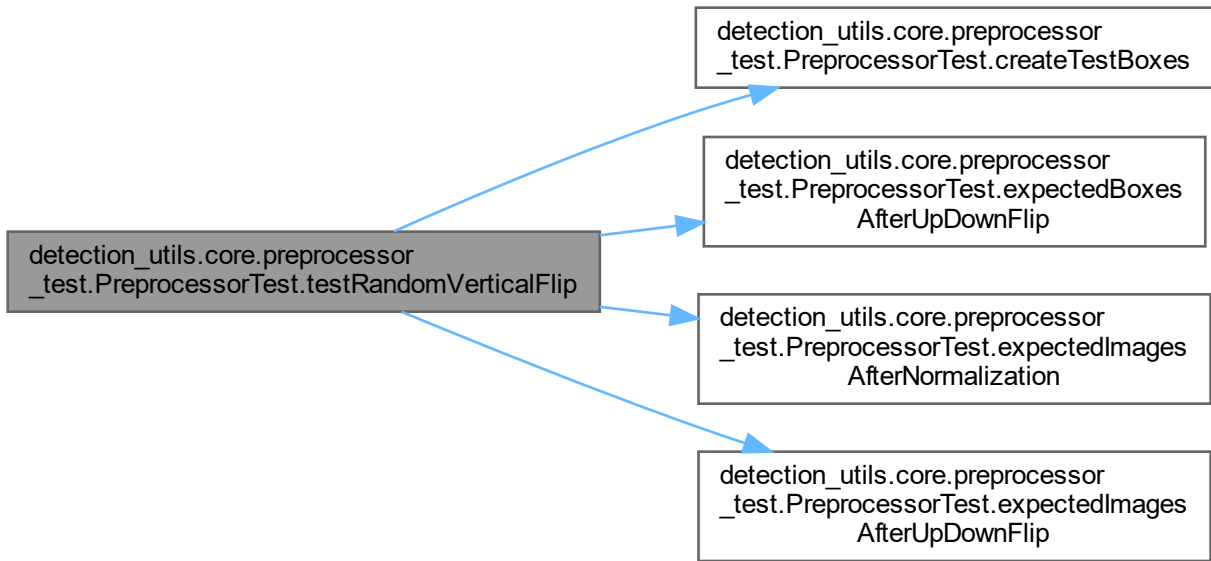 detection_utils.core.preprocessor
_test.PreprocessorTest.createTestBoxes
detection_utils.core.preprocessor
_test.PreprocessorTest.expectedBoxes
AfterUpDownFlip
detection_utils.core.preprocessor
_test.PreprocessorTest.testRandomVerticalFlip
detection_utils.core.preprocessor
_test.PreprocessorTest.expectedImages
AfterNormalization
detection_utils.core.preprocessor
_test.PreprocessorTest.expectedImages
AfterUpDownFlip